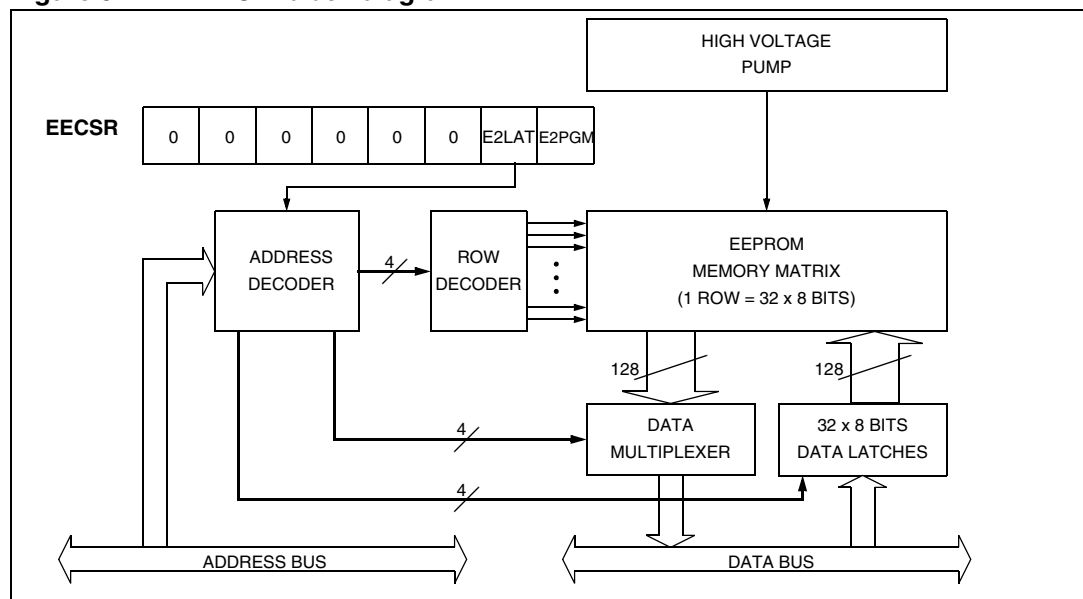 HIGH VOLTAGE
PUMP
EECSR
0 0 0 0 0 0 E2LAT E2PGM
ADDRESS
DECODER
4
ROW
DECODER
EEPROM
MEMORY MATRIX
(1 ROW = 32 x 8 BITS)
128
128
4
DATA
MULTIPLEXER
32 x 8 BITS
DATA LATCHES
4
ADDRESS BUS
DATA BUS